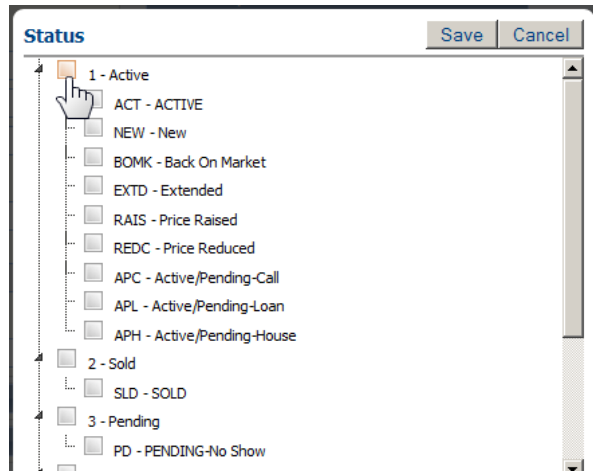 Status Save Cancel
1 - Active
ACT - ACTIVE
NEW - New
BOMK - Back On Market
EXTD - Extended
RAIS - Price Raised
REDC - Price Reduced
APC - Active/Pending-Call
APL - Active/Pending-Loan
APH - Active/Pending-House
2 - Sold
SLD - SOLD
3 - Pending
PD - PENDING-No Show